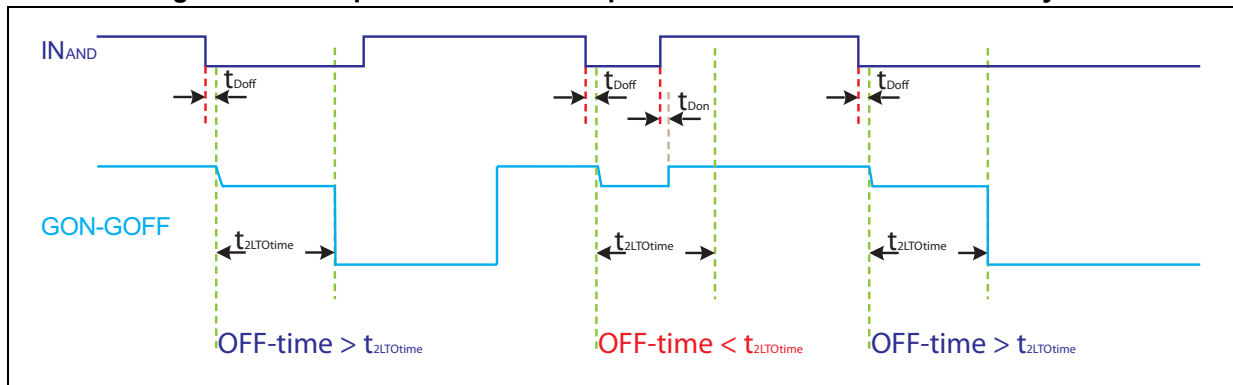 INAND
tDoff
tDoff
tDon
tDoff
GON-GOFF
t2LTOtime
t2LTOtime
t2LTOtime
OFF-time > t2LTOtime
OFF-time < t2LTOtime
OFF-time > t2LTOtime